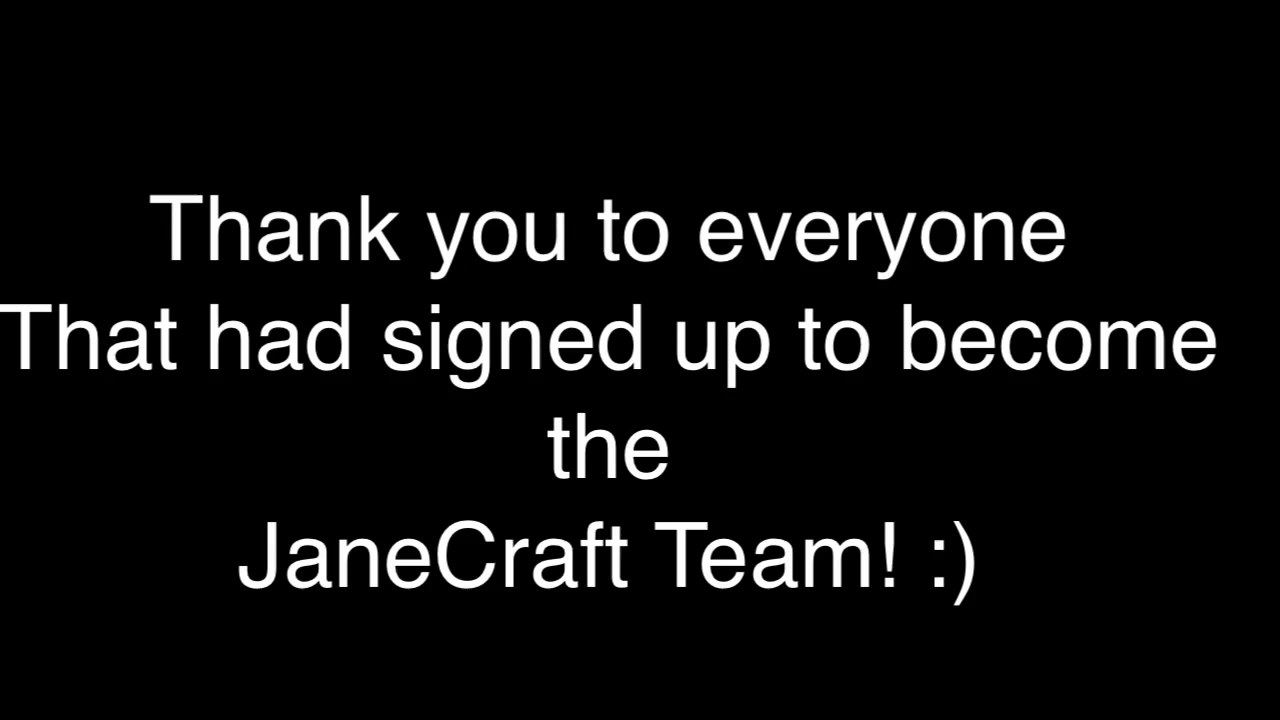 Thank you to everyone
That had signed up to become
the
JaneCraft Team! :)